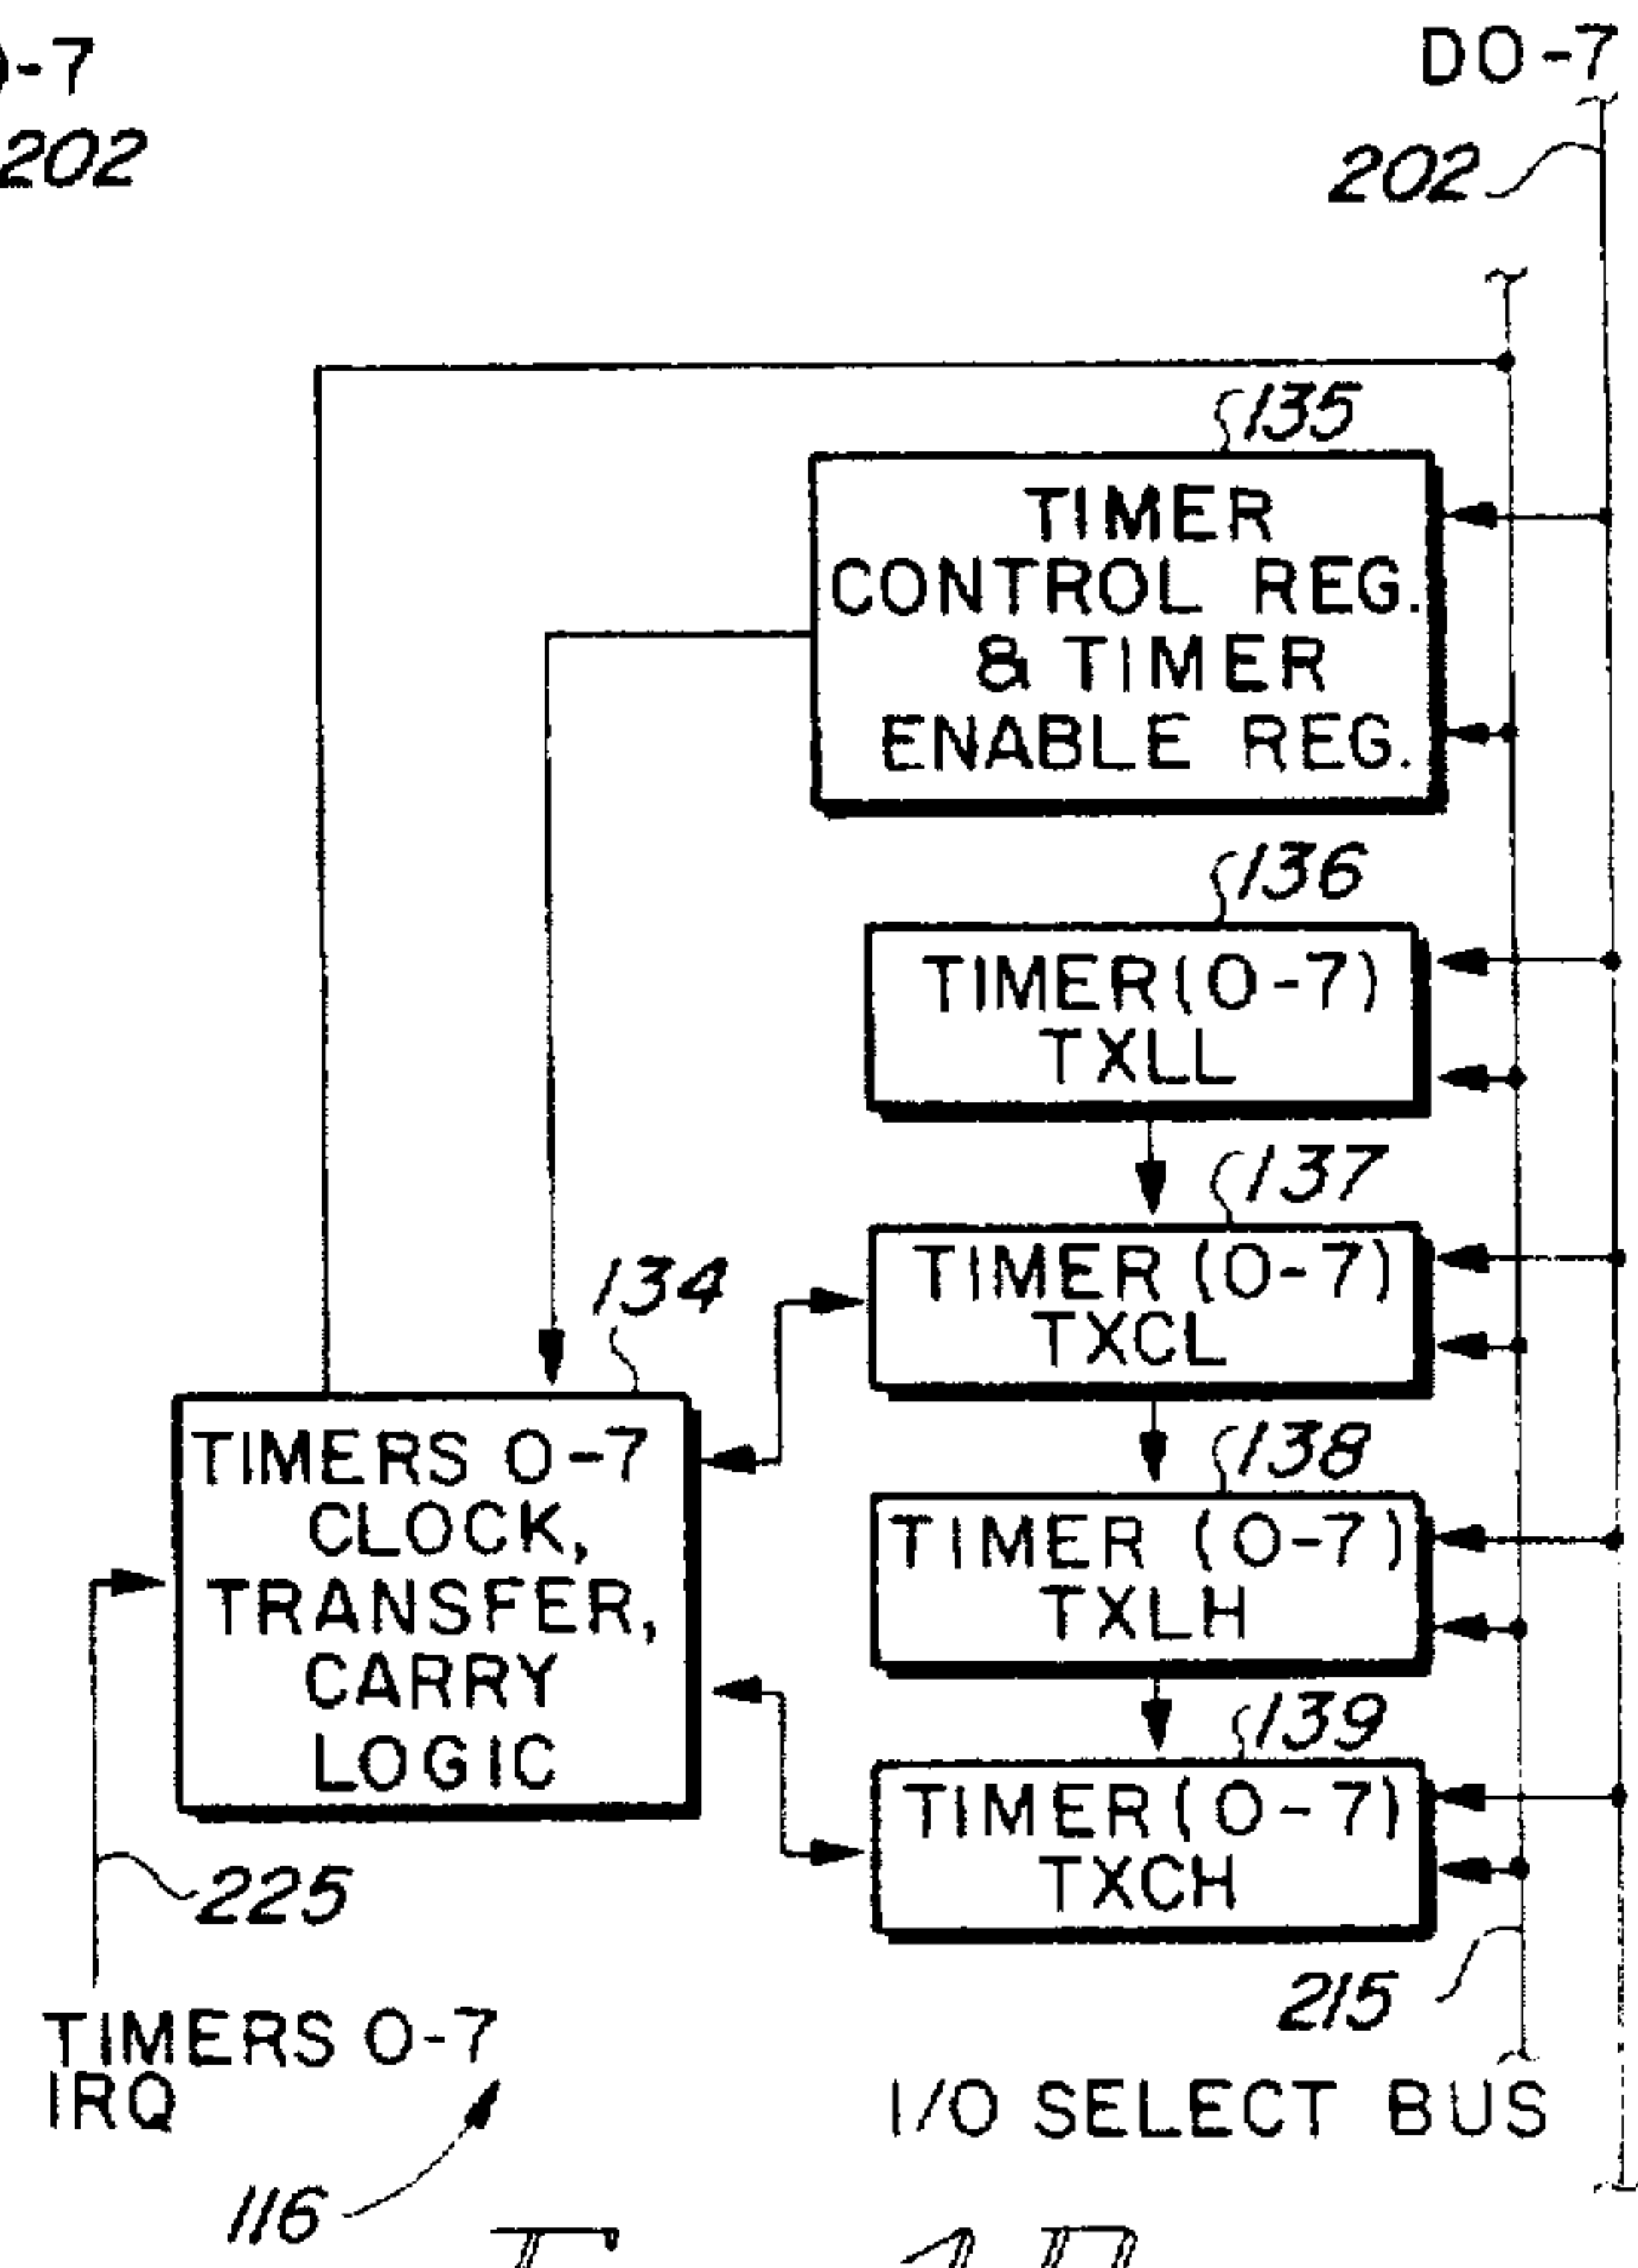 -7
202
D0-7
202
135
TIMER
CONTROL REG.
& TIMER
ENABLE REG.
136
TIMER(0-7)
TXLL
137
TIMER (0-7)
TXCL
134
TIMERS 0-7
CLOCK,
TRANSFER,
CARRY
LOGIC
138
TIMER (0-7)
TXLH
139
TIMER(0-7)
TXCH
225
215
TIMERS 0-7
IRQ
I/O SELECT BUS
116